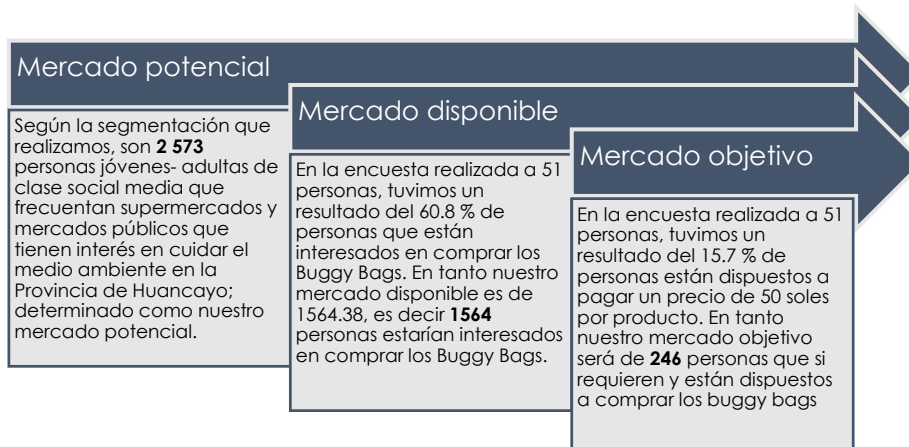 Mercado potencial
Según la segmentación que
realizamos, son 2 573
personas jóvenes- adultas de
clase social media que
frecuentan supermercados y
mercados públicos que
tienen interés en cuidar el
medio ambiente en la
Provincia de Huancayo;
determinado como nuestro
mercado potencial.
Mercado disponible
En la encuesta realizada a 51
personas, tuvimos un
resultado del 60.8 % de
personas que están
interesados en comprar los
Buggy Bags. En tanto nuestro
mercado disponible es de
1564.38, es decir 1564
personas estarían interesados
en comprar los Buggy Bags.
Mercado objetivo
En la encuesta realizada a 51
personas, tuvimos un
resultado del 15.7 % de
personas están dispuestos a
pagar un precio de 50 soles
por producto. En tanto
nuestro mercado objetivo
será de 246 personas que si
requieren y están dispuestos
a comprar los buggy bags